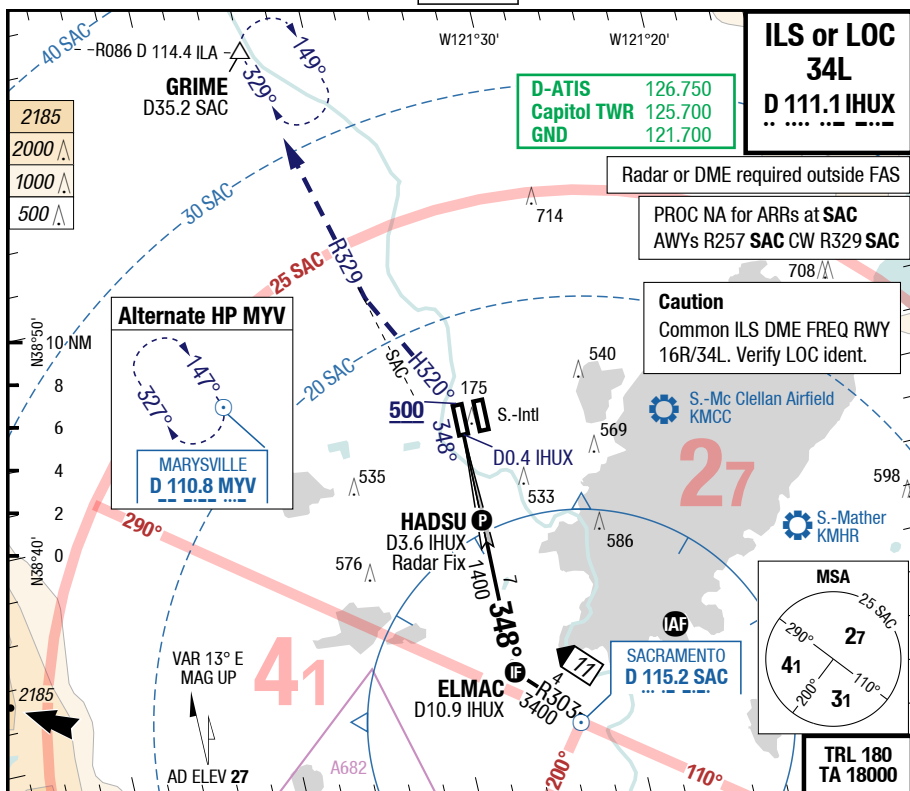 40 SAC
R086 D 114.4 ILA
GRIME
D35.2 SAC
149°
329°
W121°30'
W121°20'
ILS or LOC
34L
D 111.1 IHUX
D-ATIS 126.750
Capitol TWR 125.700
GND 121.700
2185
2000
1000
500
Radar or DME required outside FAS
PROC NA for ARRs at SAC
AWYs R257 SAC CW R329 SAC
30 SAC
714
R329
25 SAC
708
Caution
Common ILS DME FREQ RWY
16R/34L. Verify LOC ident.
Alternate HP MYV
147°
327°
MARYSVILLE
D 110.8 MYV
N38°50'
10 NM
8
6
4
2
0
N38°40'
SAC
H320°
20 SAC
540
175
S.-Intl
500
348°
D0.4 IHUX
S.-Mc Clellan Airfield
KMCC
569
27
535
533
598
290°
HADSU
P
D3.6 IHUX
Radar Fix
586
S.-Mather
KMHR
576
1400
7
348°
MSA
25 SAC
290°
27
41
110°
200°
31
IAF
11
SACRAMENTO
D 115.2 SAC
VAR 13° E
MAG UP
41
ELMAC
IF
D10.9 IHUX
4
R303
3400
2185
AD ELEV 27
A682
200°
110°
TRL 180
TA 18000